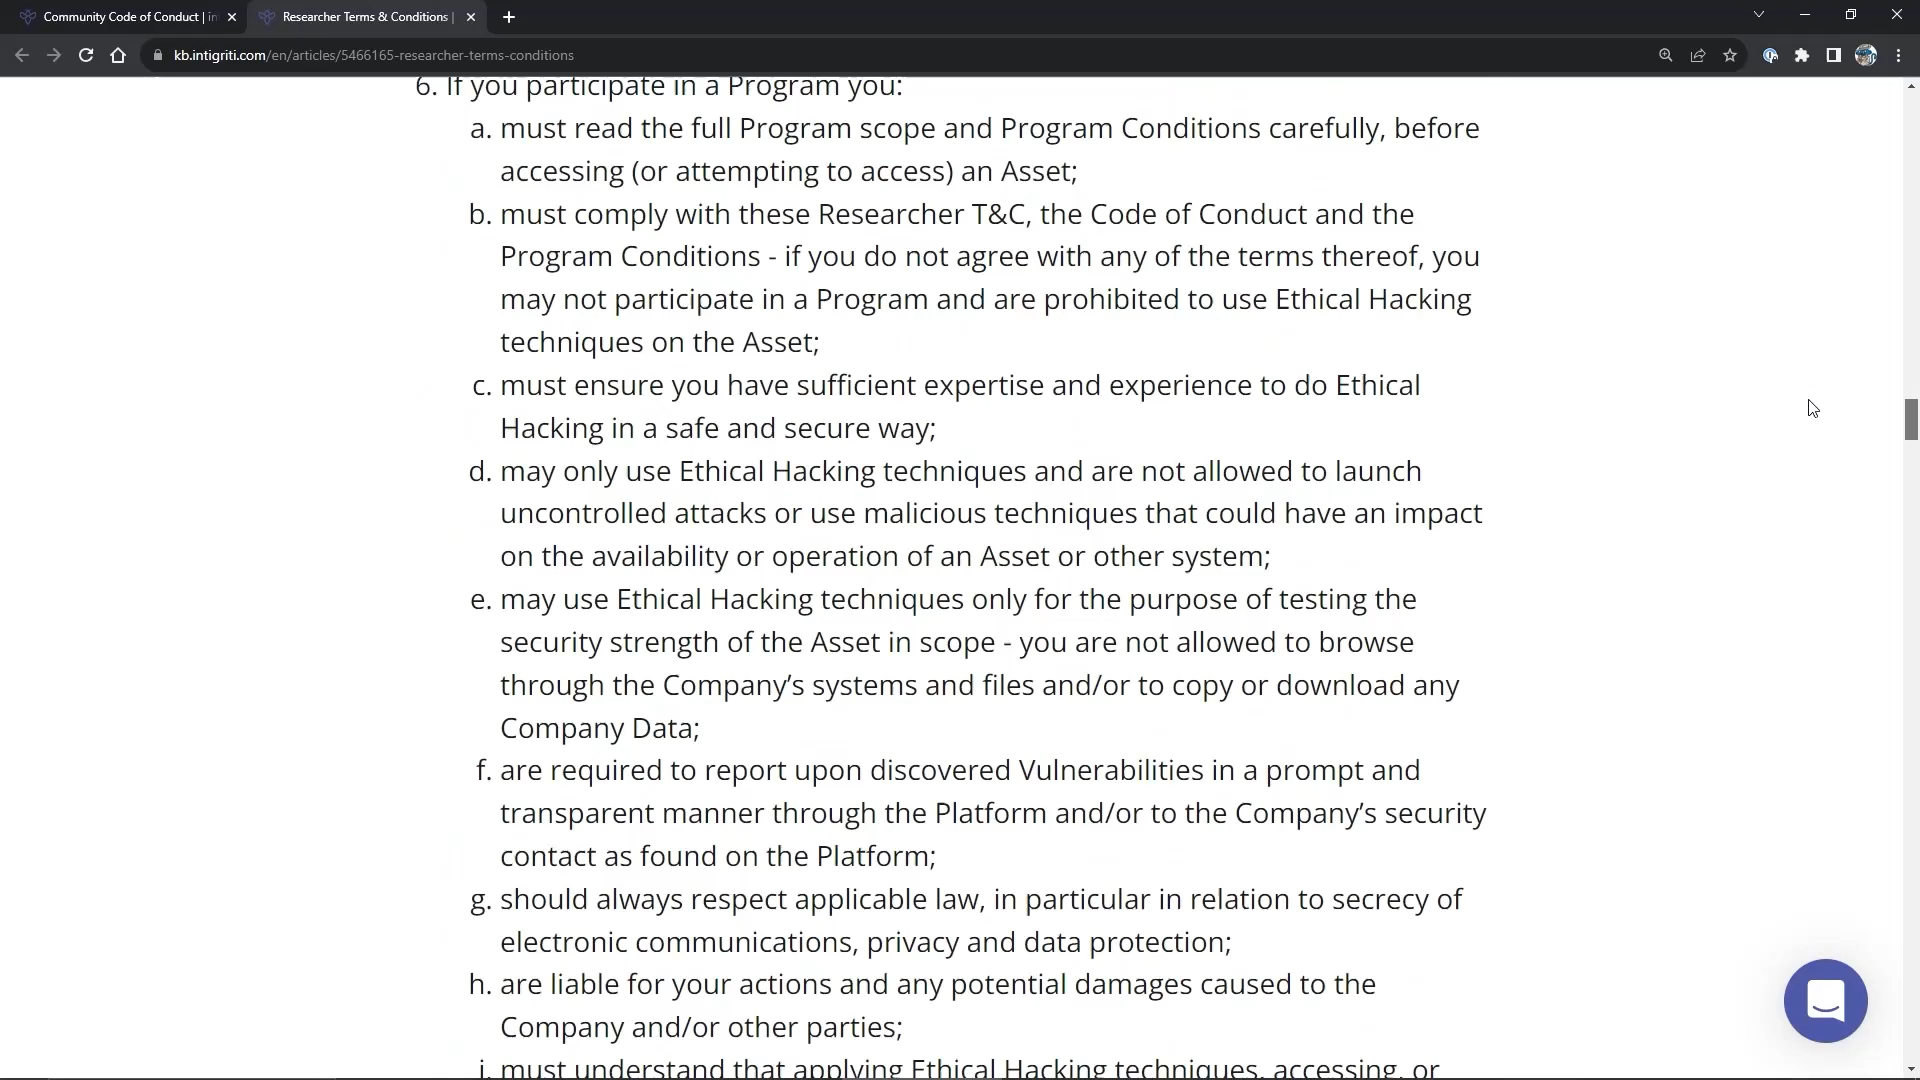 Community Code of Conduct | in
Researcher Terms & Conditions |
kb.intigriti.com/en/articles/5466165-researcher-terms-conditions
6. If you participate in a Program you:
a. must read the full Program scope and Program Conditions carefully, before
accessing (or attempting to access) an Asset;
b. must comply with these Researcher T&C, the Code of Conduct and the
Program Conditions - if you do not agree with any of the terms thereof, you
may not participate in a Program and are prohibited to use Ethical Hacking
techniques on the Asset;
c. must ensure you have sufficient expertise and experience to do Ethical
Hacking in a safe and secure way;
d. may only use Ethical Hacking techniques and are not allowed to launch
uncontrolled attacks or use malicious techniques that could have an impact
on the availability or operation of an Asset or other system;
e. may use Ethical Hacking techniques only for the purpose of testing the
security strength of the Asset in scope - you are not allowed to browse
through the Company’s systems and files and/or to copy or download any
Company Data;
f. are required to report upon discovered Vulnerabilities in a prompt and
transparent manner through the Platform and/or to the Company’s security
contact as found on the Platform;
g. should always respect applicable law, in particular in relation to secrecy of
electronic communications, privacy and data protection;
h. are liable for your actions and any potential damages caused to the
Company and/or other parties;
i. must understand that applying Ethical Hacking techniques, accessing, or